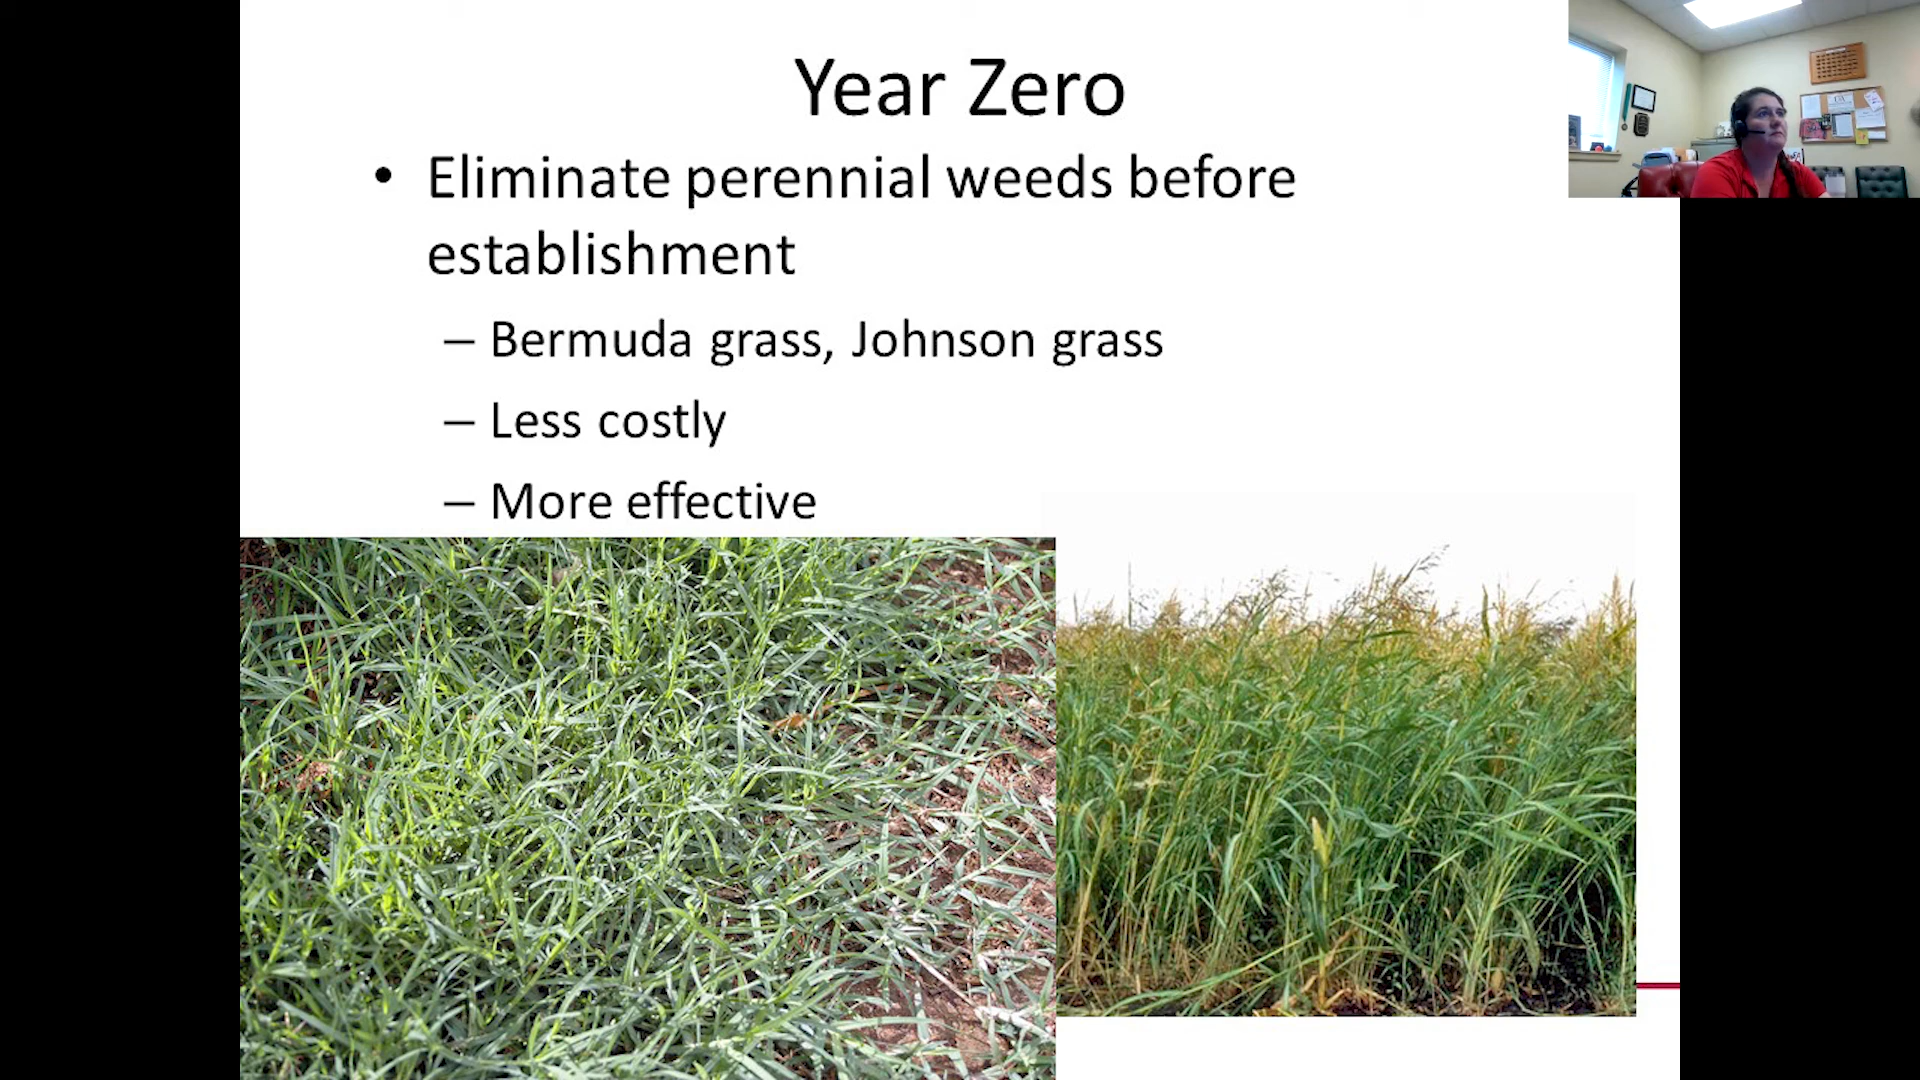 Year Zero
• Eliminate perennial weeds before
establishment
– Bermuda grass, Johnson grass
– Less costly
– More effective